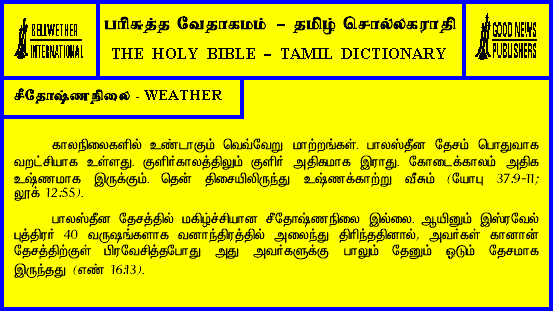 BELLWETHER
INTERNATIONAL
பரிசுத்த வேதாகமம் – தமிழ் சொல்லகராதி
THE HOLY BIBLE – TAMIL DICTIONARY
GOOD NEWS
PUBLISHERS
சீதோஷ்ணநிலை - WEATHER
காலநிலைகளில் உண்டாகும் வெவ்வேறு மாற்றங்கள். பாலஸ்தீன தேசம் பொதுவாக
வறட்சியாக உள்ளது. குளிர்காலத்திலும் குளிர் அதிகமாக இராது. கோடைக்காலம் அதிக
உஷ்ணமாக இருக்கும். தென் திசையிலிருந்து உஷ்ணக்காற்று வீசும் (யோபு 37:9-11;
லூக் 12:55).
பாலஸ்தீன தேசத்தில் மகிழ்ச்சியான சீதோஷ்ணநிலை இல்லை. ஆயினும் இஸ்ரவேல்
புத்திரர் 40 வருஷங்களாக வனாந்திரத்தில் அலைந்து திரிந்ததினால், அவர்கள் கானான்
தேசத்திற்குள் பிரவேசித்தபோது அது அவர்களுக்கு பாலும் தேனும் ஓடும் தேசமாக
இருந்தது (எண் 16:13).